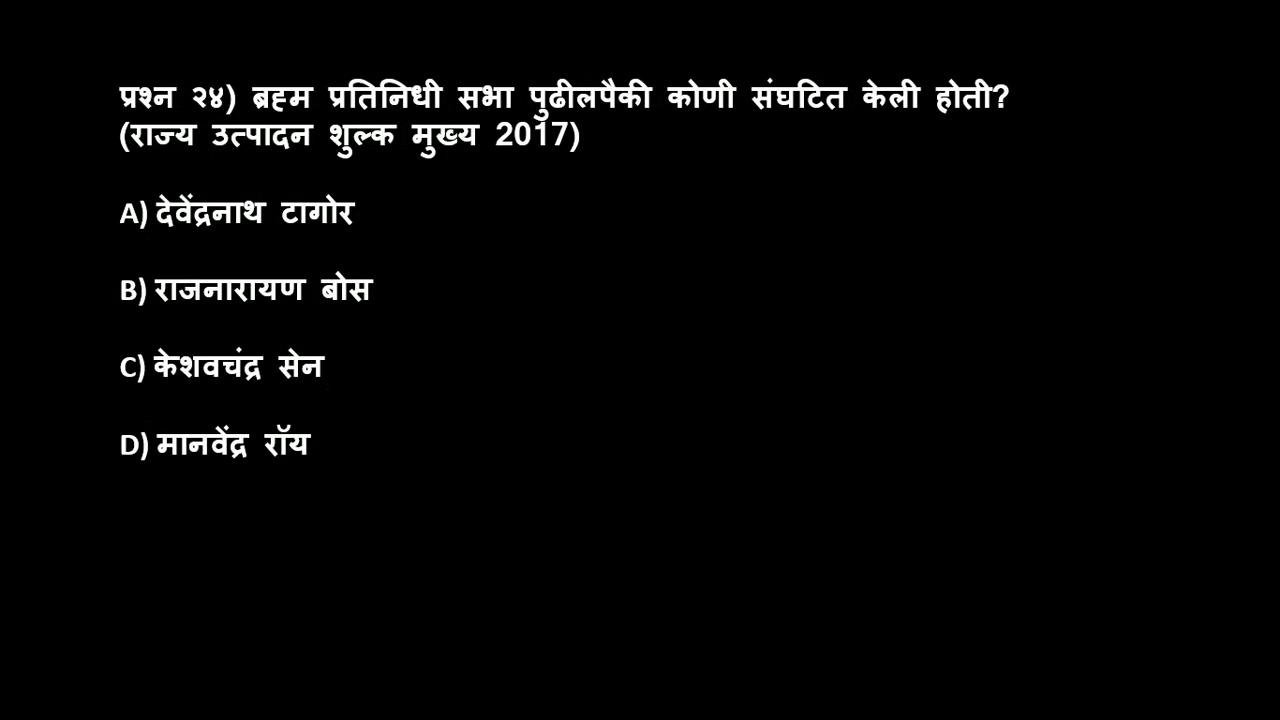 प्रश्न २४) ब्रह्म प्रतिनिधी सभा पुढीलपैकी कोणी संघटित केली होती?
(राज्य उत्पादन शुल्क मुख्य 2017)
A) देवेंद्रनाथ टागोर
B) राजनारायण बोस
C) केशवचंद्र सेन
D) मानवेंद्र रॉय